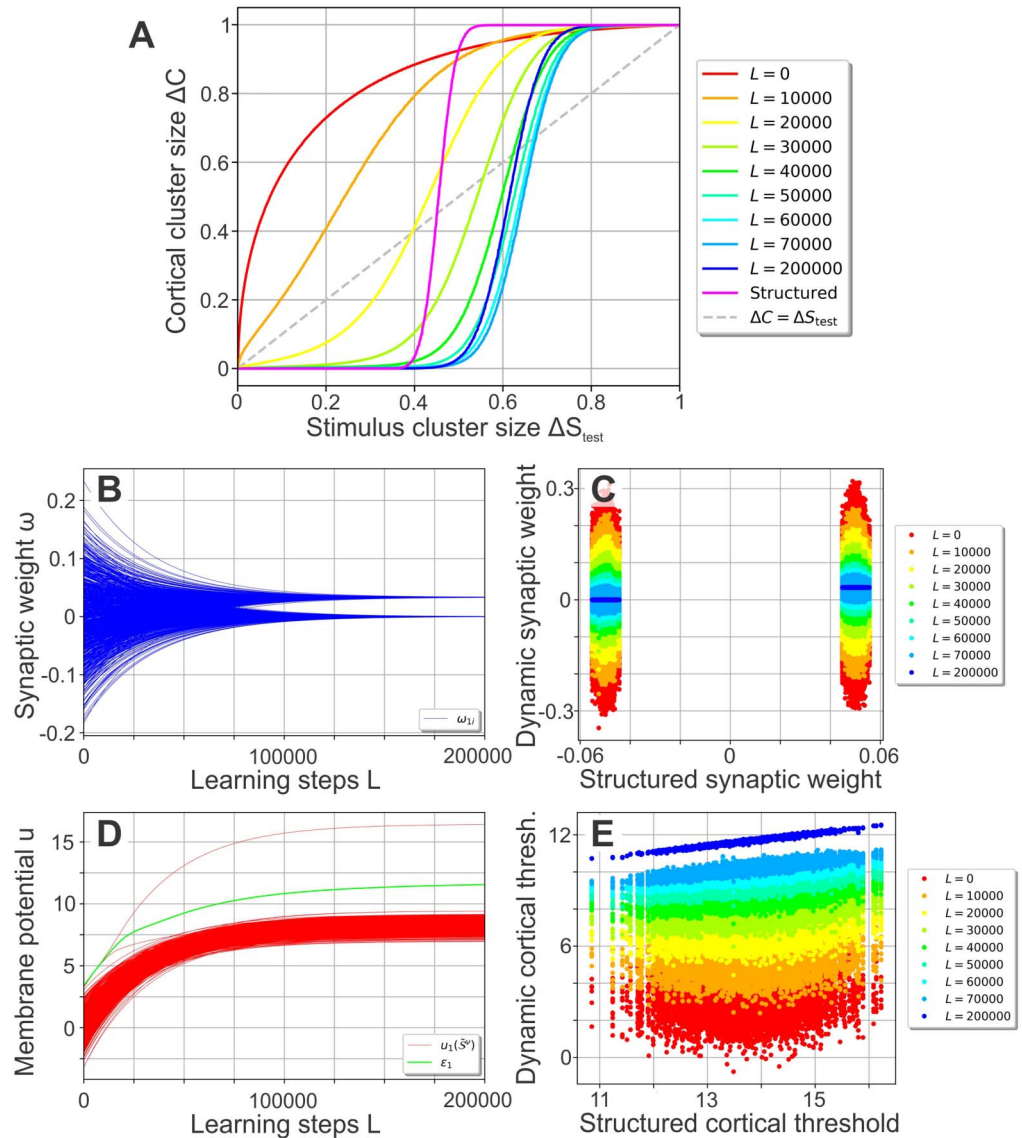 A
Cortical cluster size ΔC
1
0.8
0.6
0.4
0.2
0
0 0.2 0.4 0.6 0.8 1
Stimulus cluster size ΔS_test
L = 0
L = 10000
L = 20000
L = 30000
L = 40000
L = 50000
L = 60000
L = 70000
L = 200000
Structured
ΔC = ΔS_test
B
Synaptic weight ω
0.2
0.1
0
-0.1
-0.2
ω_1i
0 100000 200000
Learning steps L
C
Dynamic synaptic weight
0.3
0
-0.3
-0.06 0 0.06
Structured synaptic weight
L = 0
L = 10000
L = 20000
L = 30000
L = 40000
L = 50000
L = 60000
L = 70000
L = 200000
D
Membrane potential u
15
10
5
0
u_1(S̃^ν)
ε_1
0 100000 200000
Learning steps L
E
Dynamic cortical thresh.
12
6
0
11 13 15
Structured cortical threshold
L = 0
L = 10000
L = 20000
L = 30000
L = 40000
L = 50000
L = 60000
L = 70000
L = 200000